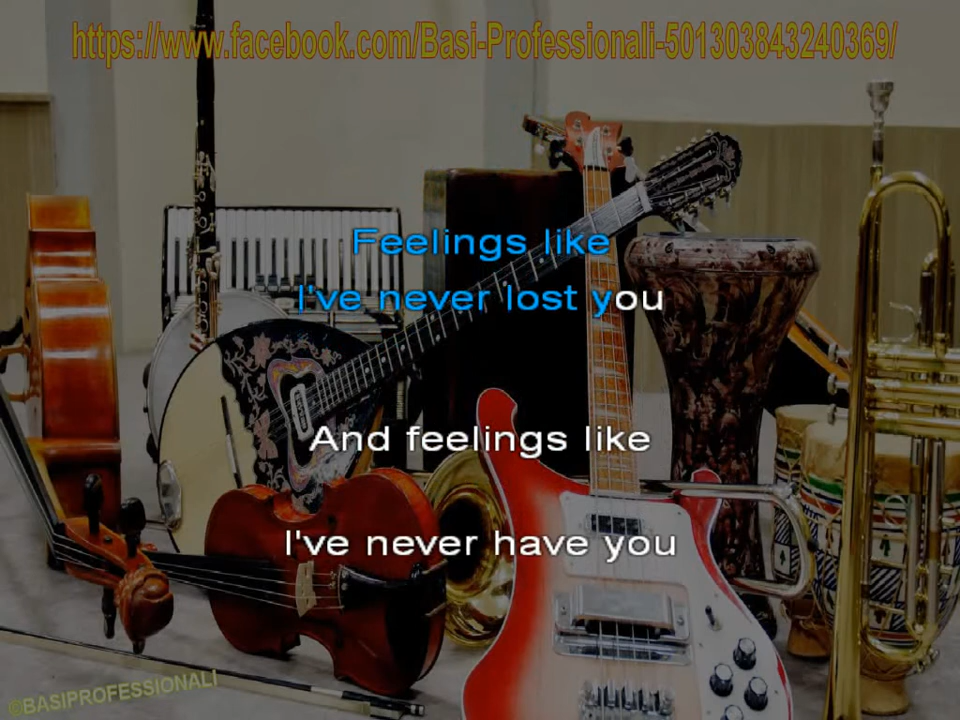 https://www.facebook.com/Basi-Professionali-501303843240369/
Feelings like
I've never lost you
And feelings like
I've never have you
©BASIPROFESSIONALI